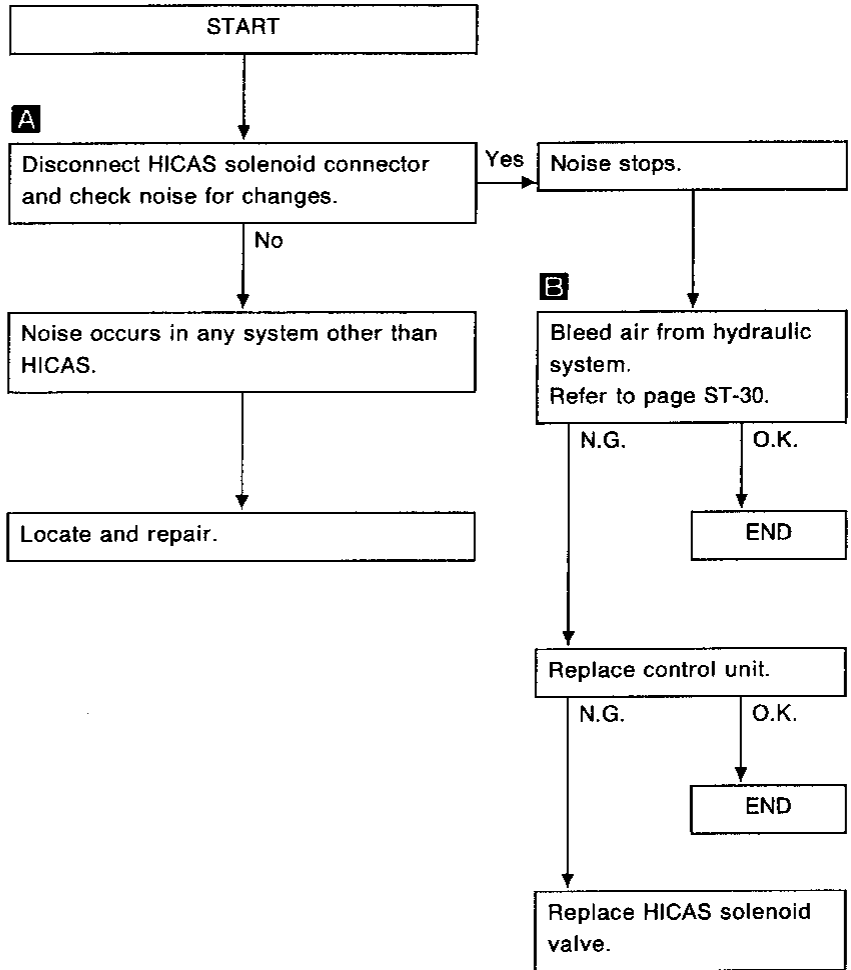 START
A
Disconnect HICAS solenoid connector
and check noise for changes.
Yes
Noise stops.
No
Noise occurs in any system other than
HICAS.
B
Bleed air from hydraulic
system.
Refer to page ST-30.
N.G.
O.K.
Locate and repair.
END
Replace control unit.
N.G.
O.K.
END
Replace HICAS solenoid
valve.